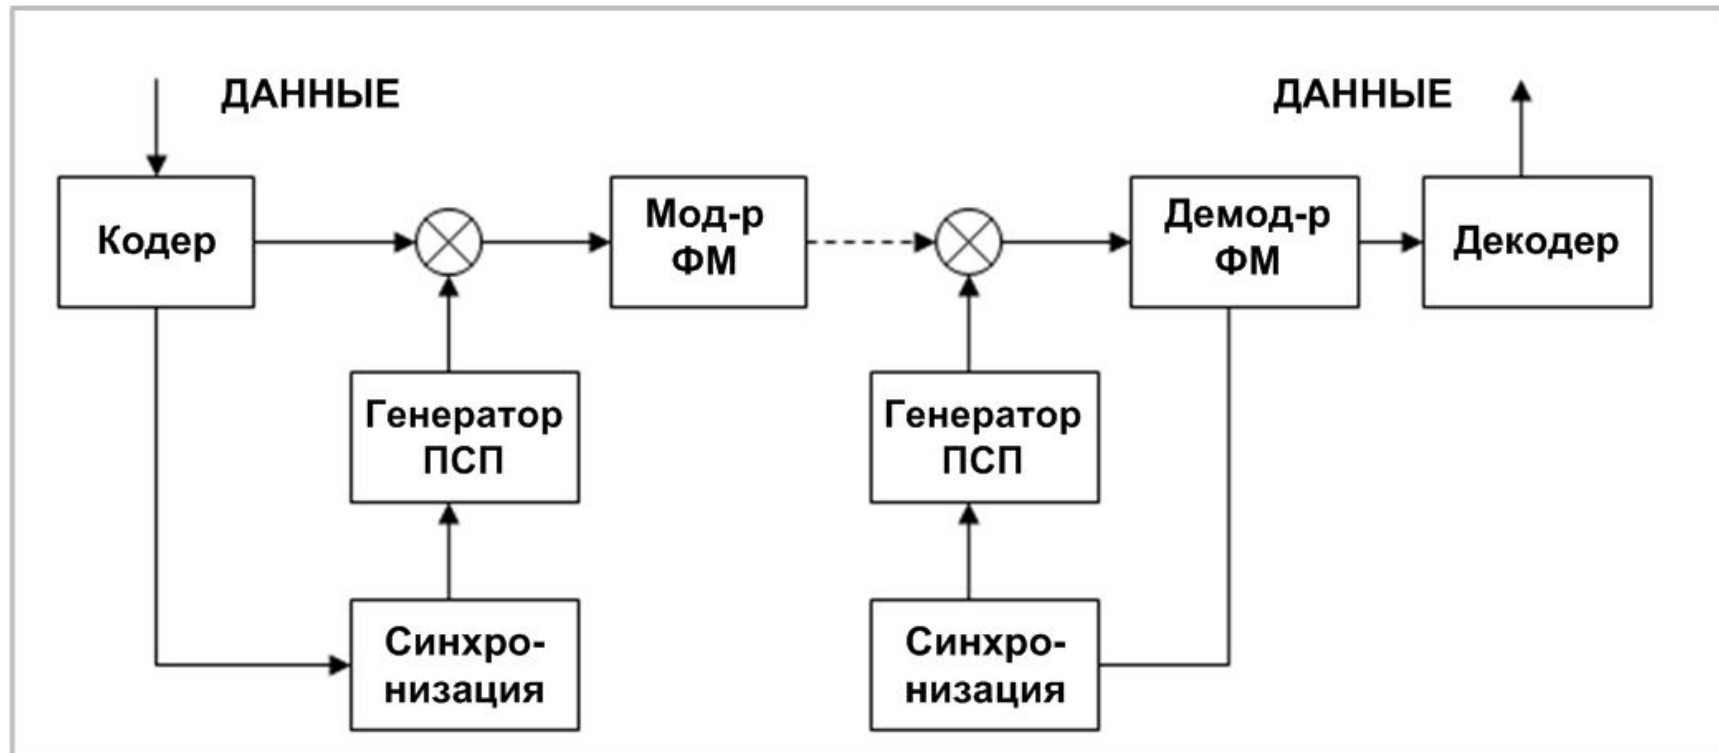 ДАННЫЕ
ДАННЫЕ
Кодер
Мод-р
ФМ
Демод-р
ФМ
Декодер
Генератор
ПСП
Генератор
ПСП
Синхро-
низация
Синхро-
низация